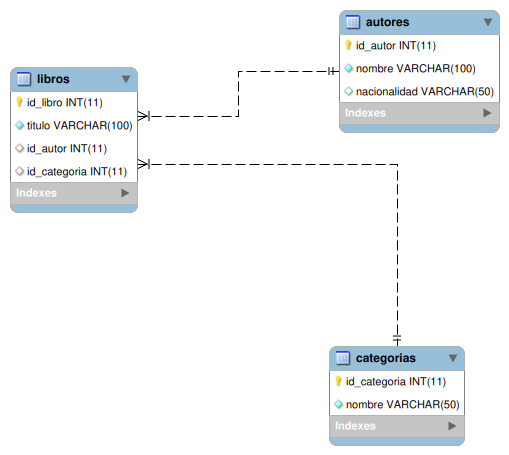 autores
id_autor INT(11)
nombre VARCHAR(100)
nacionalidad VARCHAR(50)
Indexes
libros
id_libro INT(11)
titulo VARCHAR(100)
id_autor INT(11)
id_categoria INT(11)
Indexes
categorias
id_categoria INT(11)
nombre VARCHAR(50)
Indexes